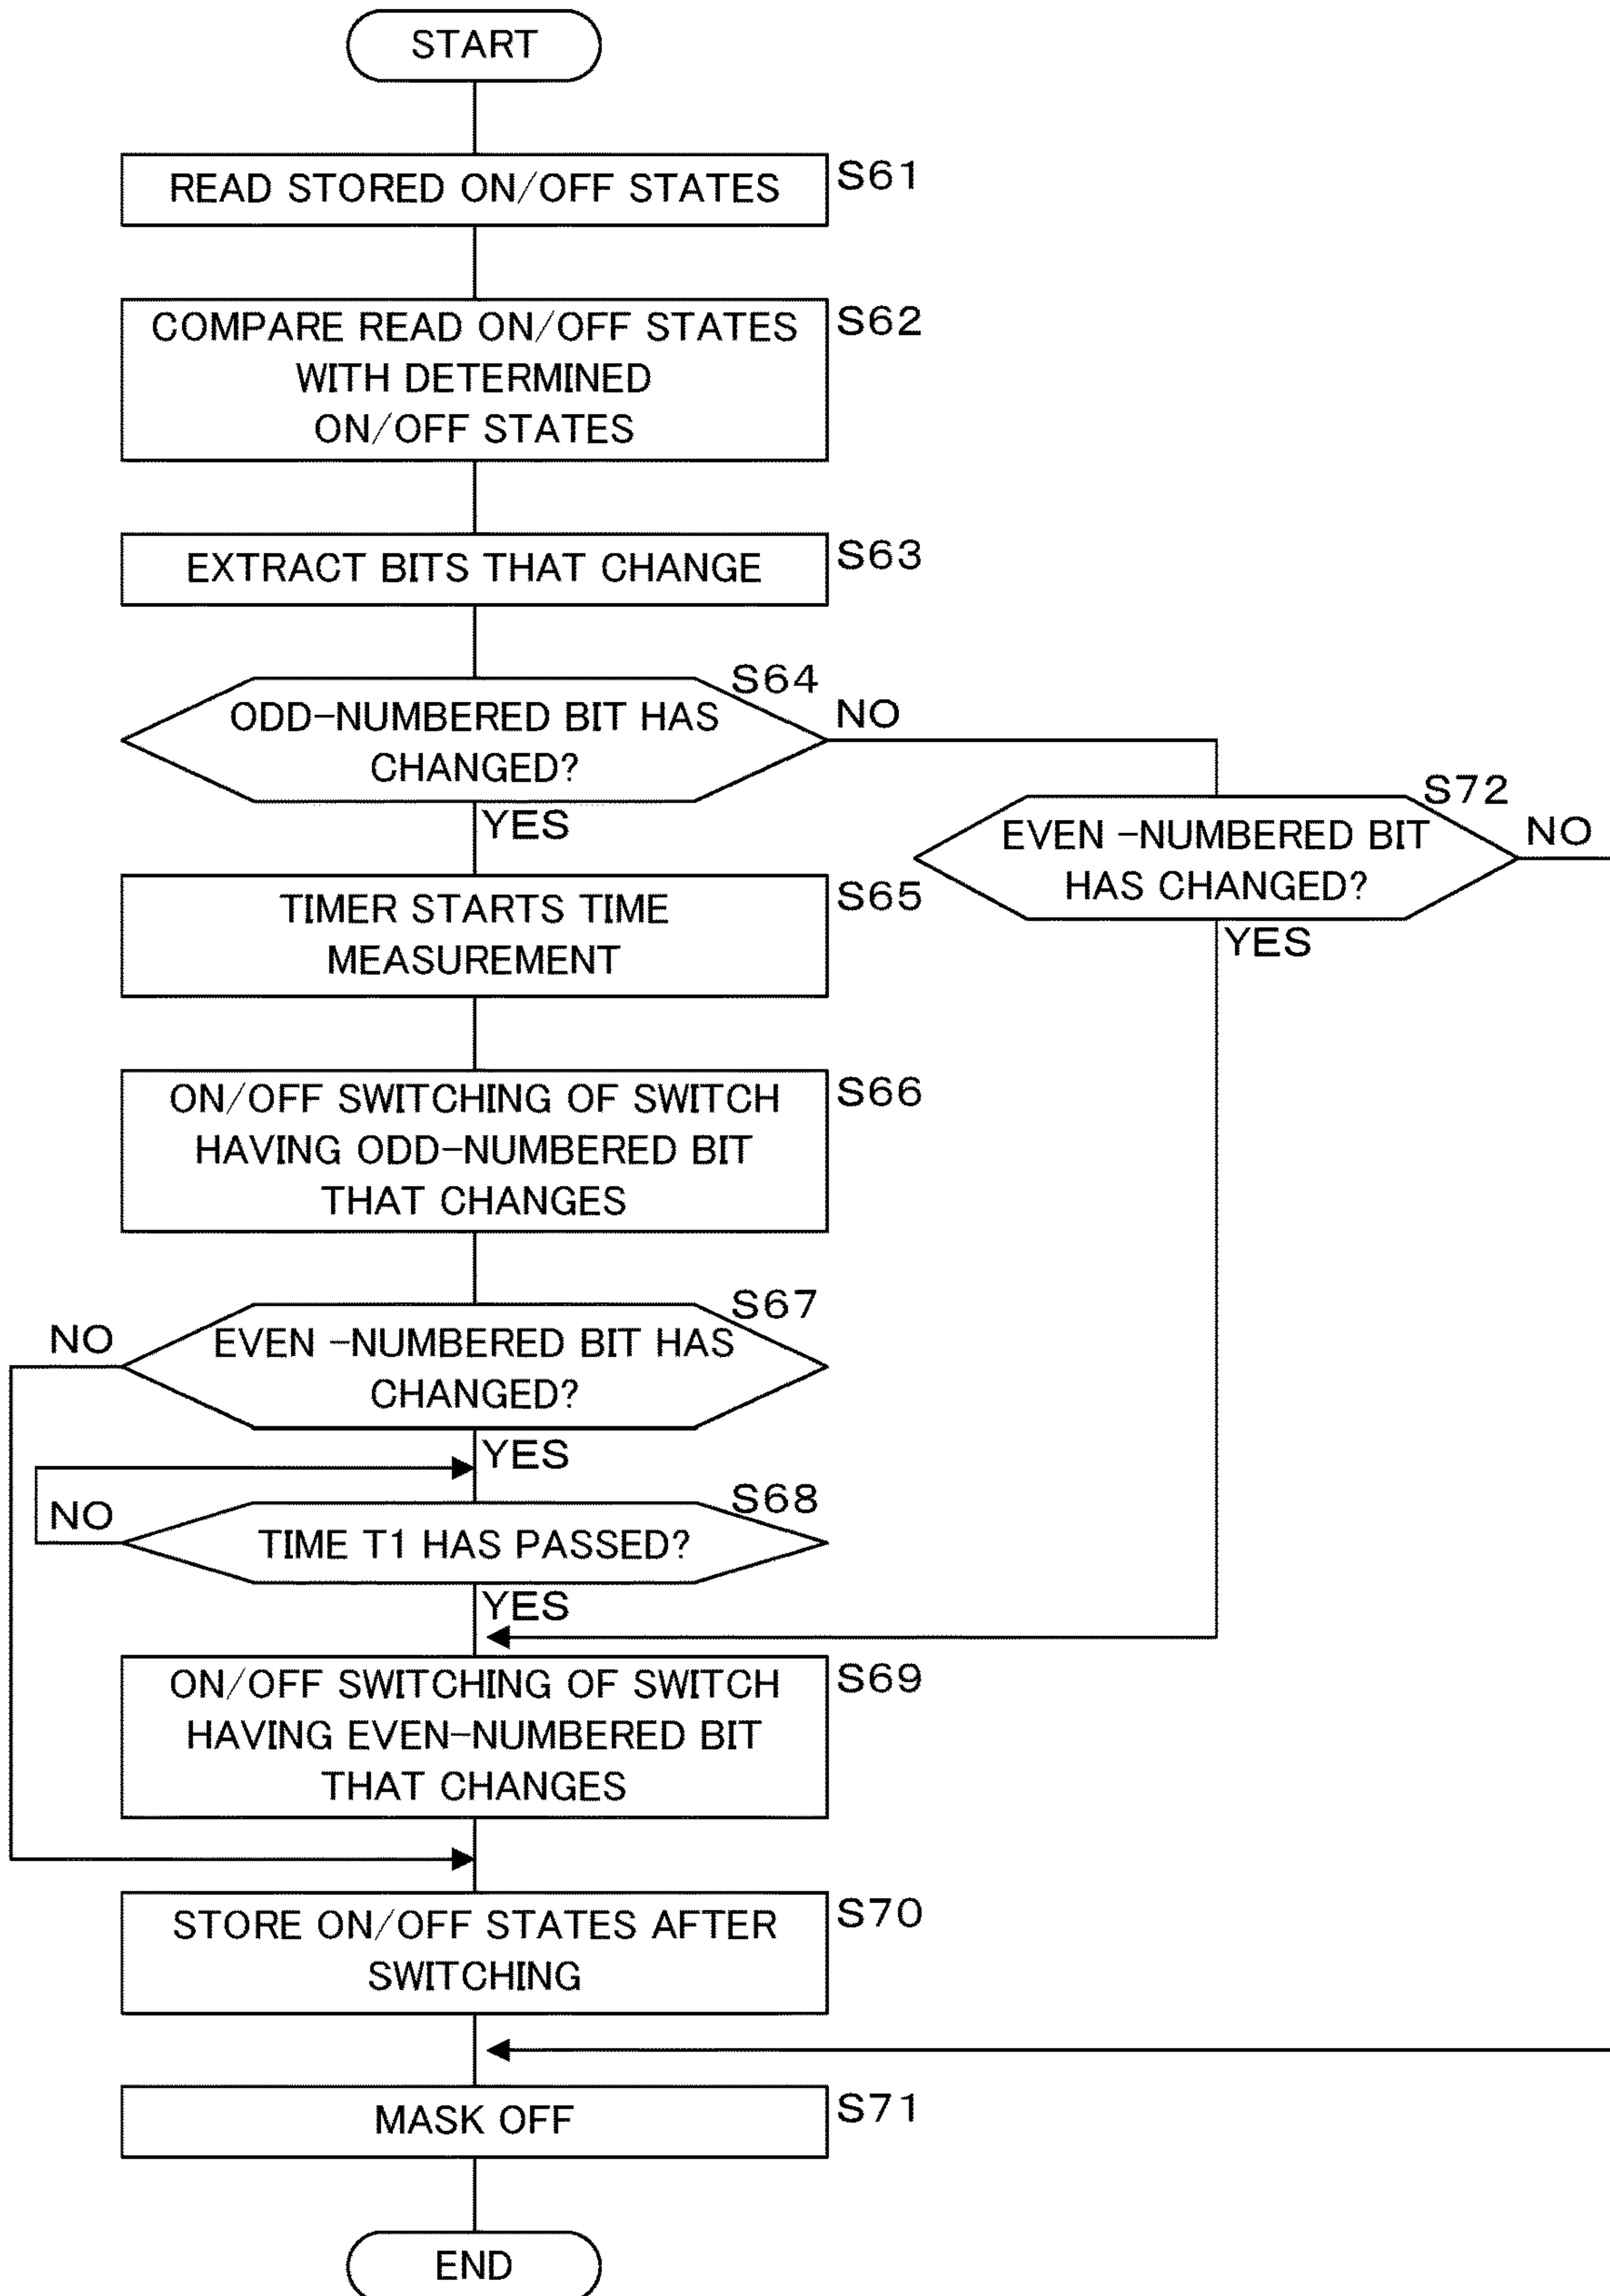 START
READ STORED ON/OFF STATES
S61
COMPARE READ ON/OFF STATES
WITH DETERMINED
ON/OFF STATES
S62
EXTRACT BITS THAT CHANGE
S63
S64
ODD-NUMBERED BIT HAS
CHANGED?
NO
YES
S72
EVEN -NUMBERED BIT
HAS CHANGED?
NO
YES
TIMER STARTS TIME
MEASUREMENT
S65
ON/OFF SWITCHING OF SWITCH
HAVING ODD-NUMBERED BIT
THAT CHANGES
S66
S67
NO
EVEN -NUMBERED BIT HAS
CHANGED?
YES
S68
NO
TIME T1 HAS PASSED?
YES
ON/OFF SWITCHING OF SWITCH
HAVING EVEN-NUMBERED BIT
THAT CHANGES
S69
STORE ON/OFF STATES AFTER
SWITCHING
S70
MASK OFF
S71
END